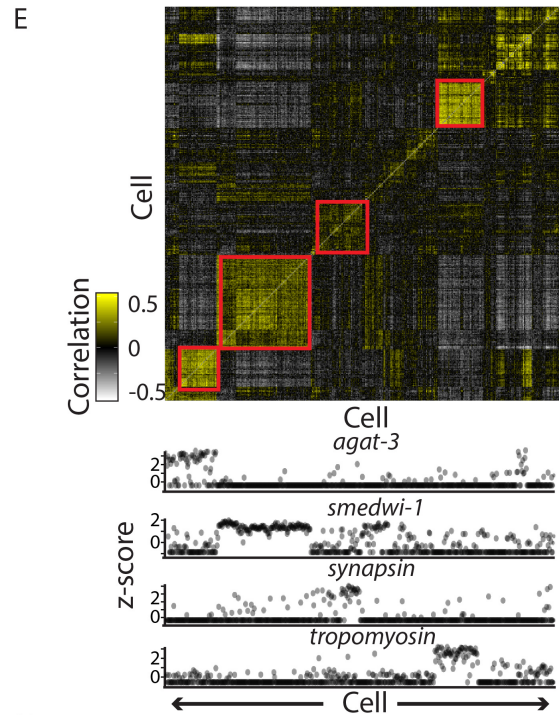 E
Cell
Correlation
0.5
0
-0.5
Cell
agat-3
2
0
smedwi-1
2
0
z-score
synapsin
2
0
tropomyosin
2
0
Cell